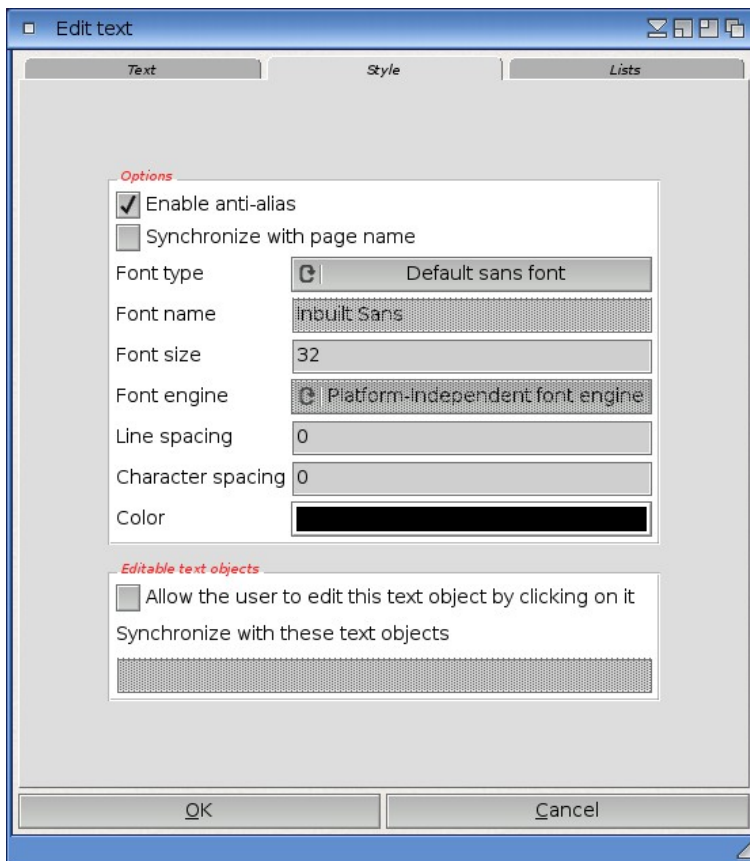 Edit text
Text Style Lists
Options
Enable anti-alias
Synchronize with page name
Font type Default sans font
Font name Inbuilt Sans
Font size 32
Font engine Platform-independent font engine
Line spacing 0
Character spacing 0
Color
Editable text objects
Allow the user to edit this text object by clicking on it
Synchronize with these text objects
OK Cancel